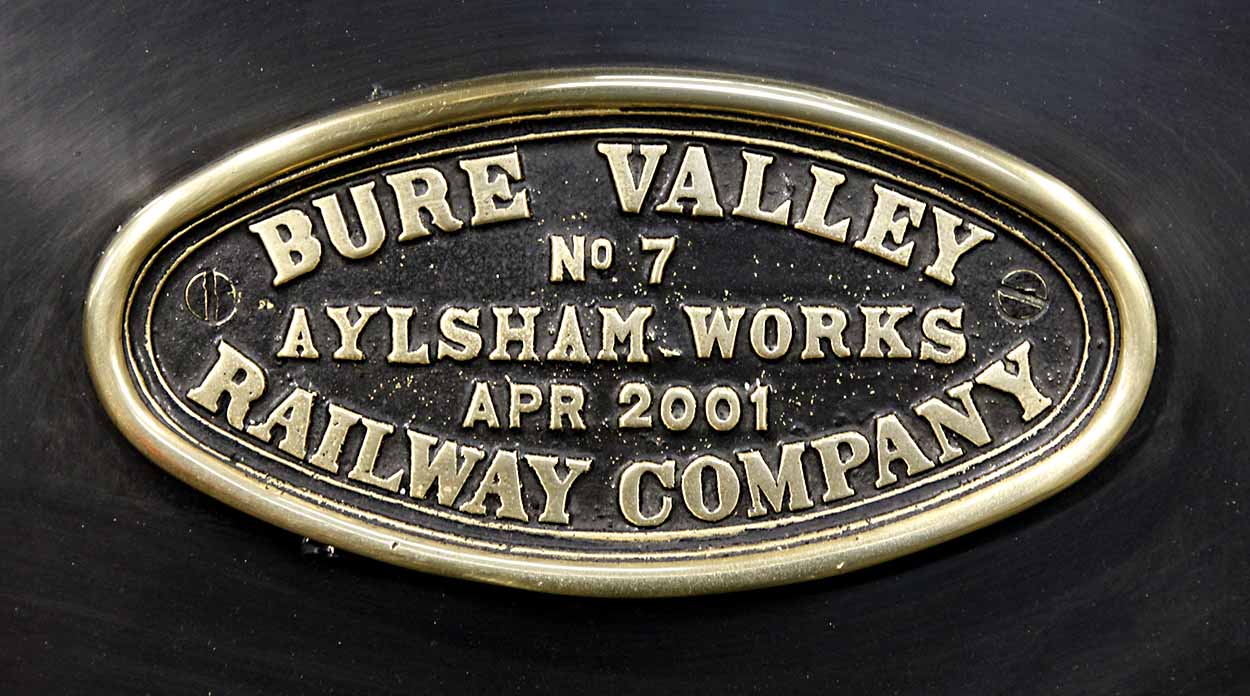 BURE VALLEY
No 7
AYLSHAM WORKS
APR 2001
RAILWAY COMPANY